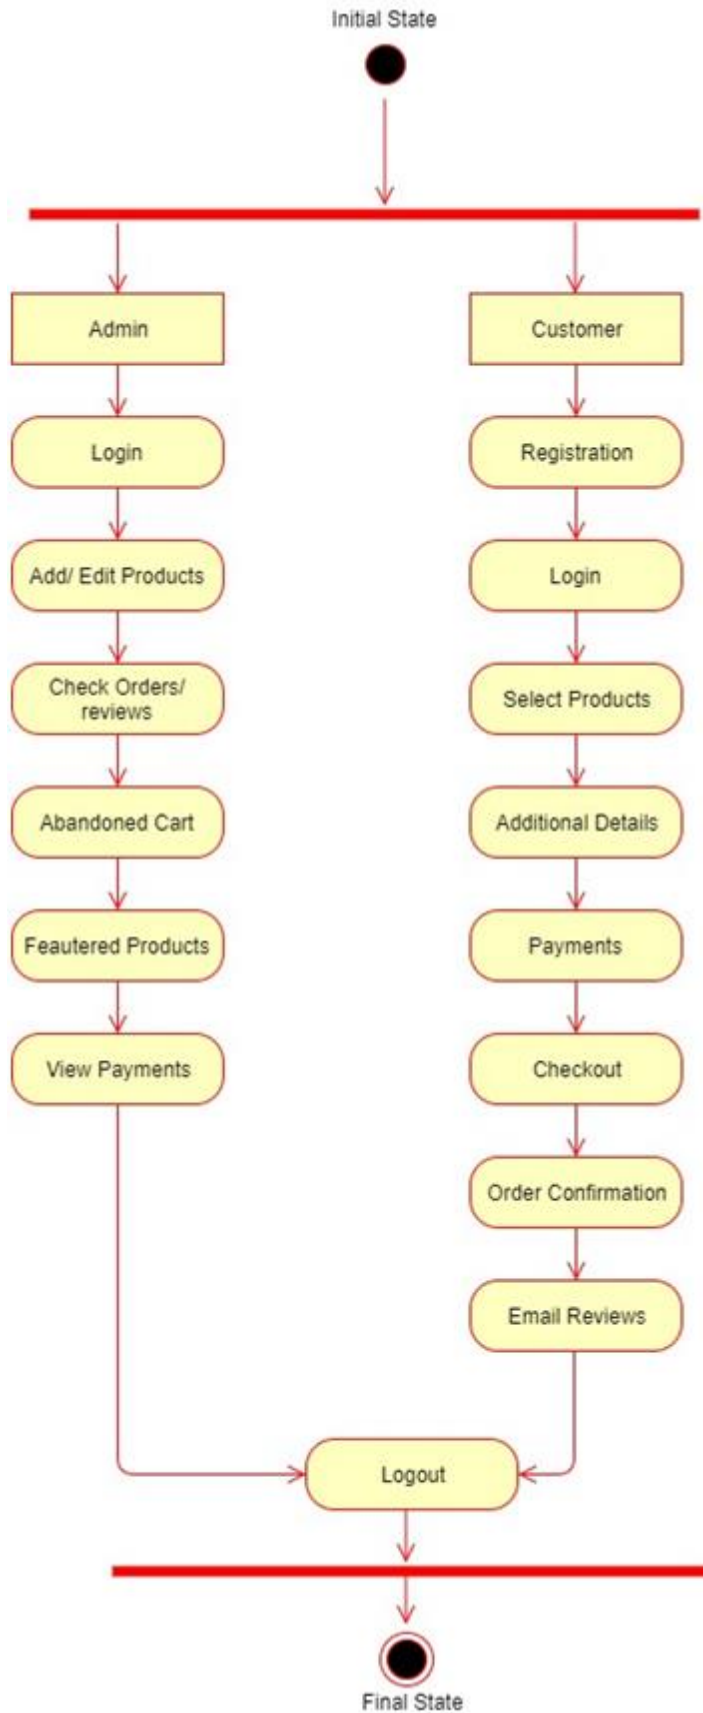 Initial State
Admin
Login
Add/ Edit Products
Check Orders/
reviews
Abandoned Cart
Feautered Products
View Payments
Customer
Registration
Login
Select Products
Additional Details
Payments
Checkout
Order Confirmation
Email Reviews
Logout
Final State